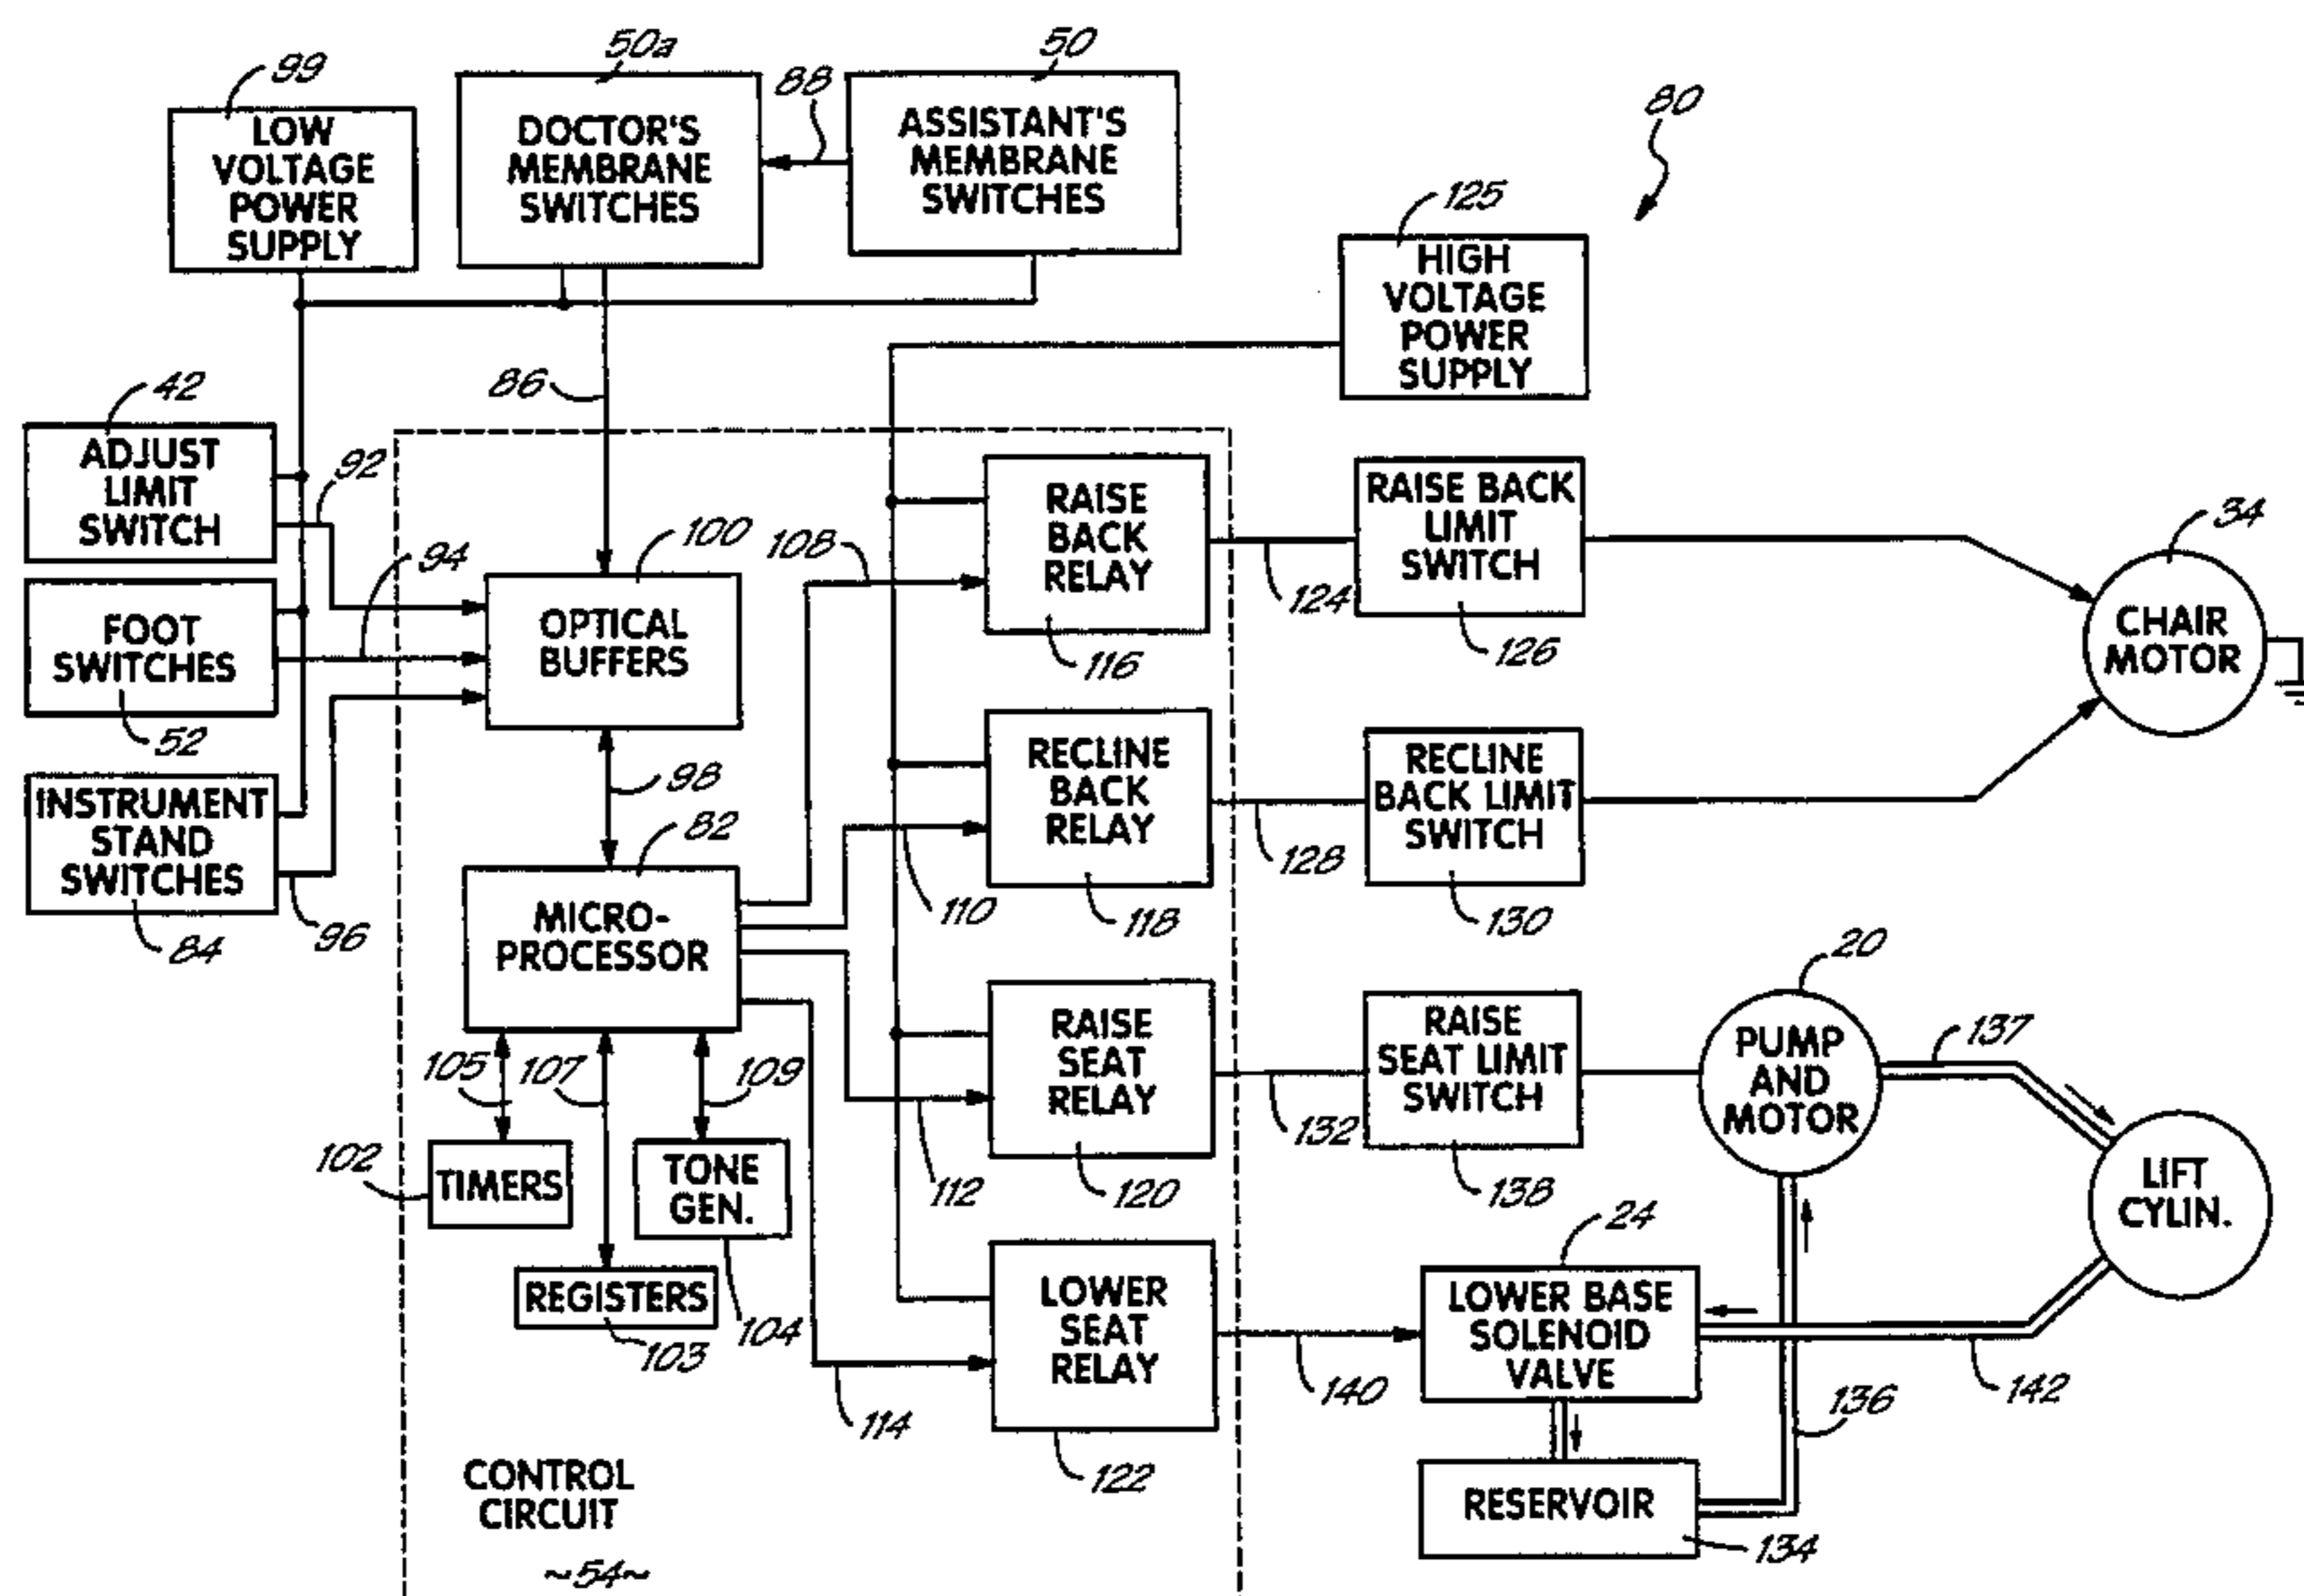 99
50a
88
50
80
LOW
VOLTAGE
POWER
SUPPLY
DOCTOR'S
MEMBRANE
SWITCHES
ASSISTANT'S
MEMBRANE
SWITCHES
125
HIGH
VOLTAGE
POWER
SUPPLY
86
42
ADJUST
LIMIT
SWITCH
92
94
FOOT
SWITCHES
52
INSTRUMENT
STAND
SWITCHES
84
96
100
OPTICAL
BUFFERS
98
82
MICRO-
PROCESSOR
108
110
112
114
105
107
109
102
TIMERS
TONE
GEN.
104
REGISTERS
103
RAISE
BACK
RELAY
116
124
RAISE BACK
LIMIT
SWITCH
126
34
CHAIR
MOTOR
RECLINE
BACK
RELAY
118
128
RECLINE
BACK LIMIT
SWITCH
130
RAISE
SEAT
RELAY
120
132
RAISE
SEAT LIMIT
SWITCH
138
20
PUMP
AND
MOTOR
137
LIFT
CYLIN.
LOWER
SEAT
RELAY
122
140
24
LOWER BASE
SOLENOID
VALVE
142
136
RESERVOIR
134
CONTROL
CIRCUIT
~54~